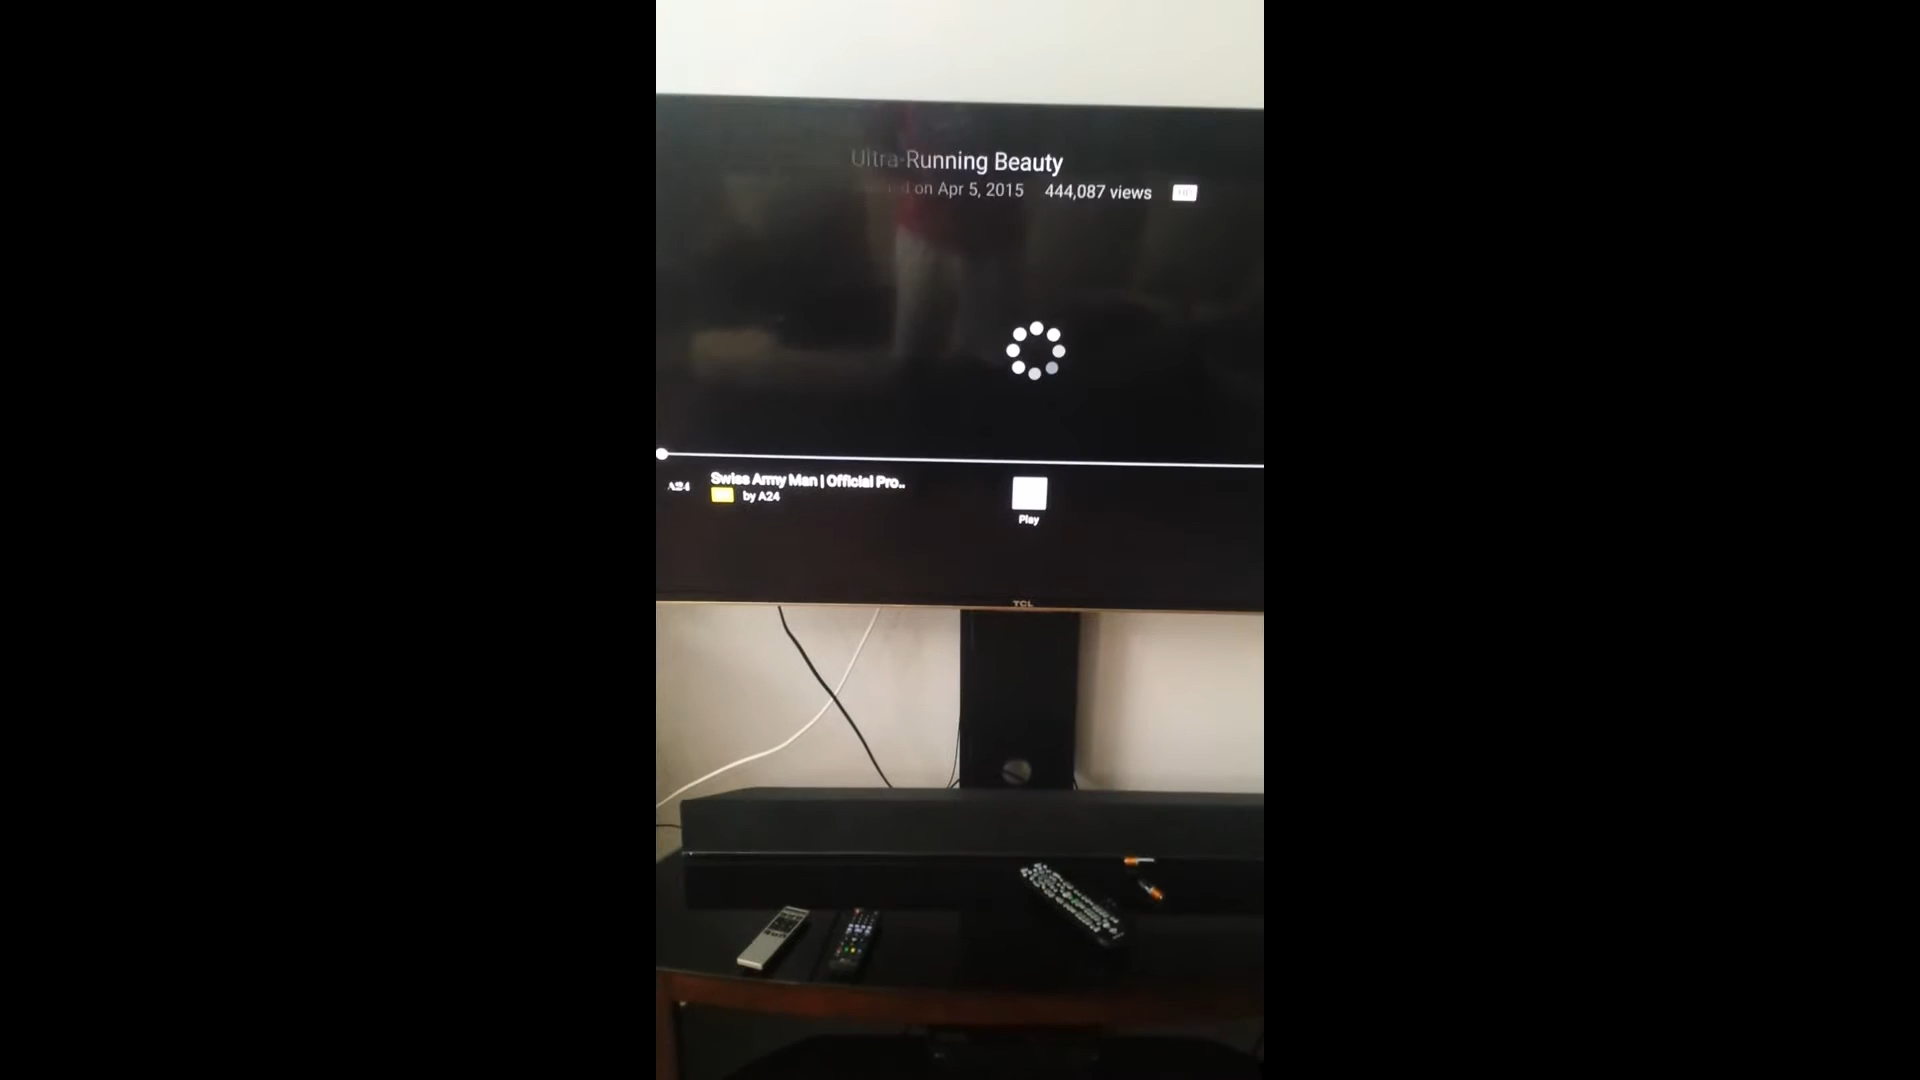 Ultra-Running Beauty
on Apr 5, 2015 444,087 views
A24
Swiss Army Man | Official Pro..
by A24
Play
TCL